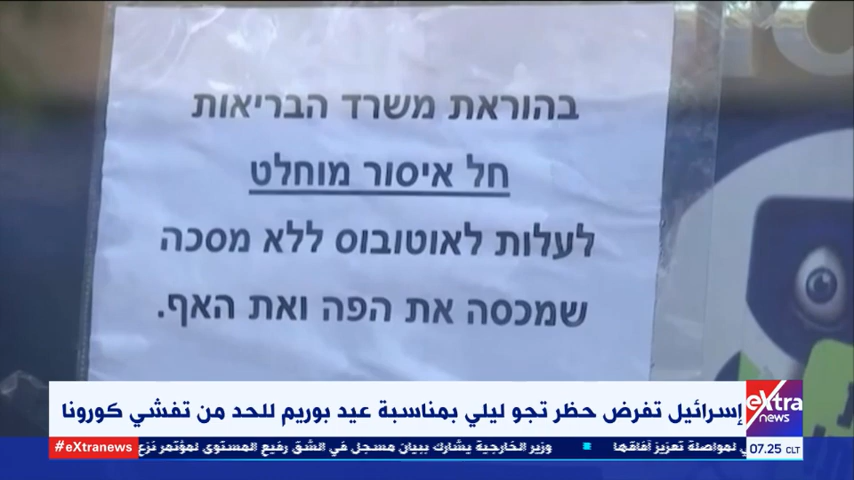 בהוראת משרד הבריאות
חל איסור מוחלט
לעלות לאוטובוס ללא מסכה
שמכסה את הפה ואת האף.
إسرائيل تفرض حظر تجو ليلي بمناسبة عيد بوريم للحد من تفشي كورونا
eXtra
news
07.25 CLT
ي لمواصلة تعزيز آفاقها
وزير الخارجية يشارك ببيان مسجل في الشق رفيع المستوى لمؤتمر نزع
#eXtranews